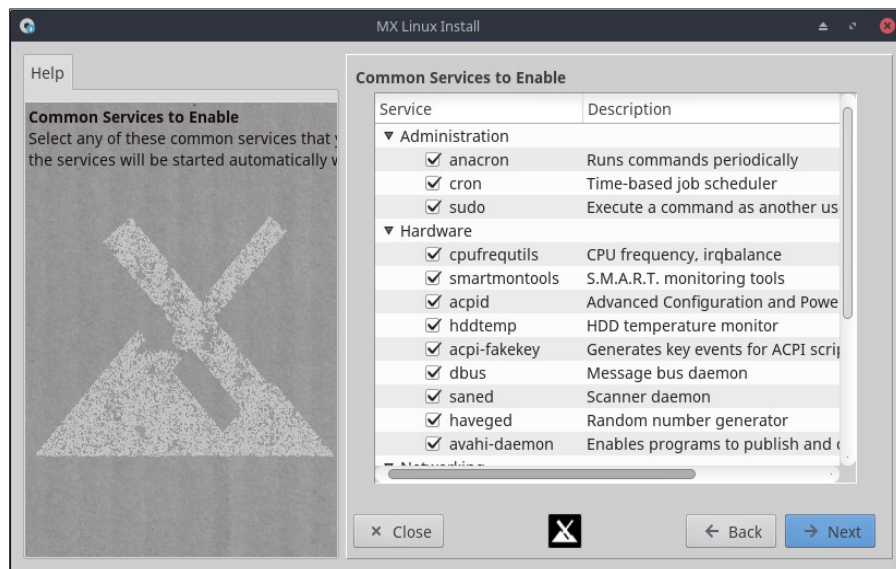 MX Linux Install
Help
Common Services to Enable
Select any of these common services that
the services will be started automatically
Common Services to Enable
Service Description
Administration
anacron Runs commands periodically
cron Time-based job scheduler
sudo Execute a command as another us
Hardware
cpufrequtils CPU frequency, irqbalance
smartmontools S.M.A.R.T. monitoring tools
acpid Advanced Configuration and Powe
hddtemp HDD temperature monitor
acpi-fakekey Generates key events for ACPI scrip
dbus Message bus daemon
saned Scanner daemon
haveged Random number generator
avahi-daemon Enables programs to publish and
Networking
Close
Back
Next